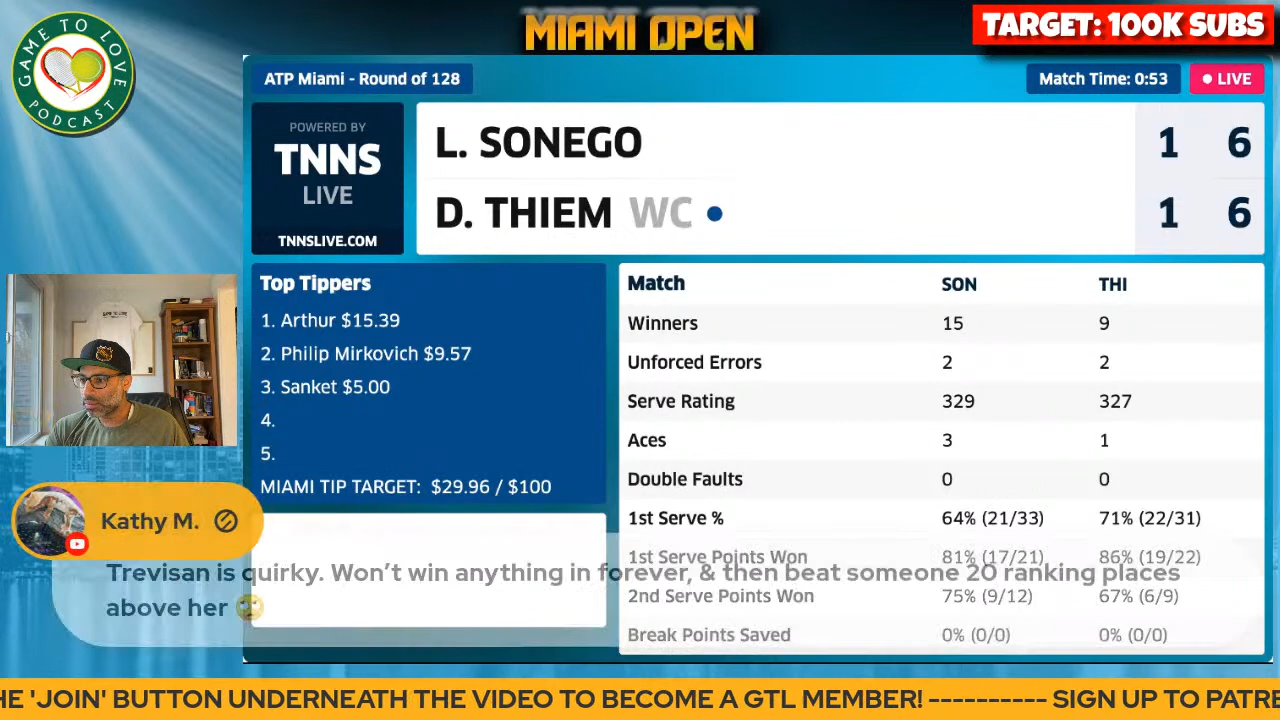 GAME TO LOVE
PODCAST
MIAMI OPEN
TARGET: 100K SUBS
ATP Miami - Round of 128
Match Time: 0:53
LIVE
POWERED BY
TNNS
LIVE
TNNSLIVE.COM
L. SONEGO 1 6
D. THIEM WC 1 6
Top Tippers
1. Arthur $15.39
2. Philip Mirkovich $9.57
3. Sanket $5.00
4.
5.
MIAMI TIP TARGET: $29.96 / $100
Match SON THI
Winners 15 9
Unforced Errors 2 2
Serve Rating 329 327
Aces 3 1
Double Faults 0 0
1st Serve % 64% (21/33) 71% (22/31)
1st Serve Points Won 81% (17/21) 86% (19/22)
2nd Serve Points Won 75% (9/12) 67% (6/9)
Break Points Saved 0% (0/0) 0% (0/0)
Kathy M.
Trevisan is quirky. Won’t win anything in forever, & then beat someone 20 ranking places
above her 🙄
HE 'JOIN' BUTTON UNDERNEATH THE VIDEO TO BECOME A GTL MEMBER! ---------- SIGN UP TO PATRE